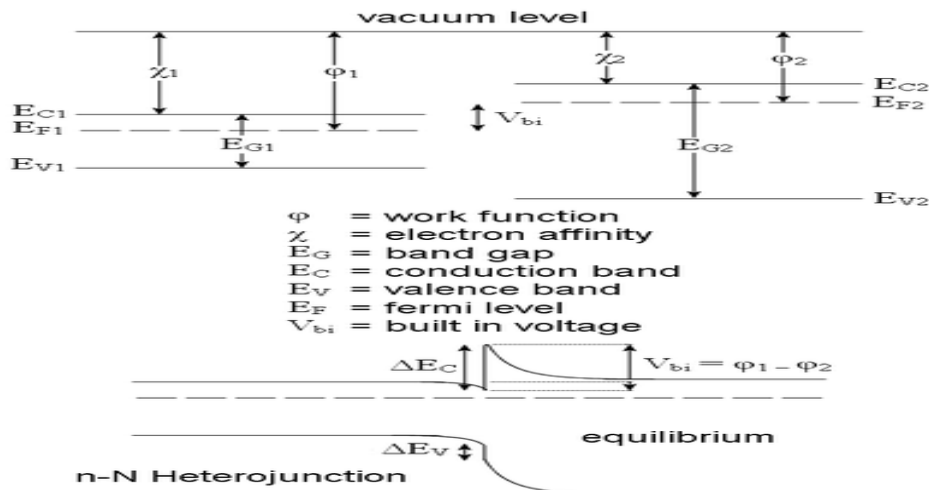 vacuum level
χ1
φ1
χ2
φ2
EC1
EF1
EG1
EV1
Vbi
EC2
EF2
EG2
EV2
φ = work function
χ = electron affinity
EG = band gap
EC = conduction band
EV = valence band
EF = fermi level
Vbi = built in voltage
ΔEC
Vbi = φ1 – φ2
equilibrium
ΔEV
n-N Heterojunction